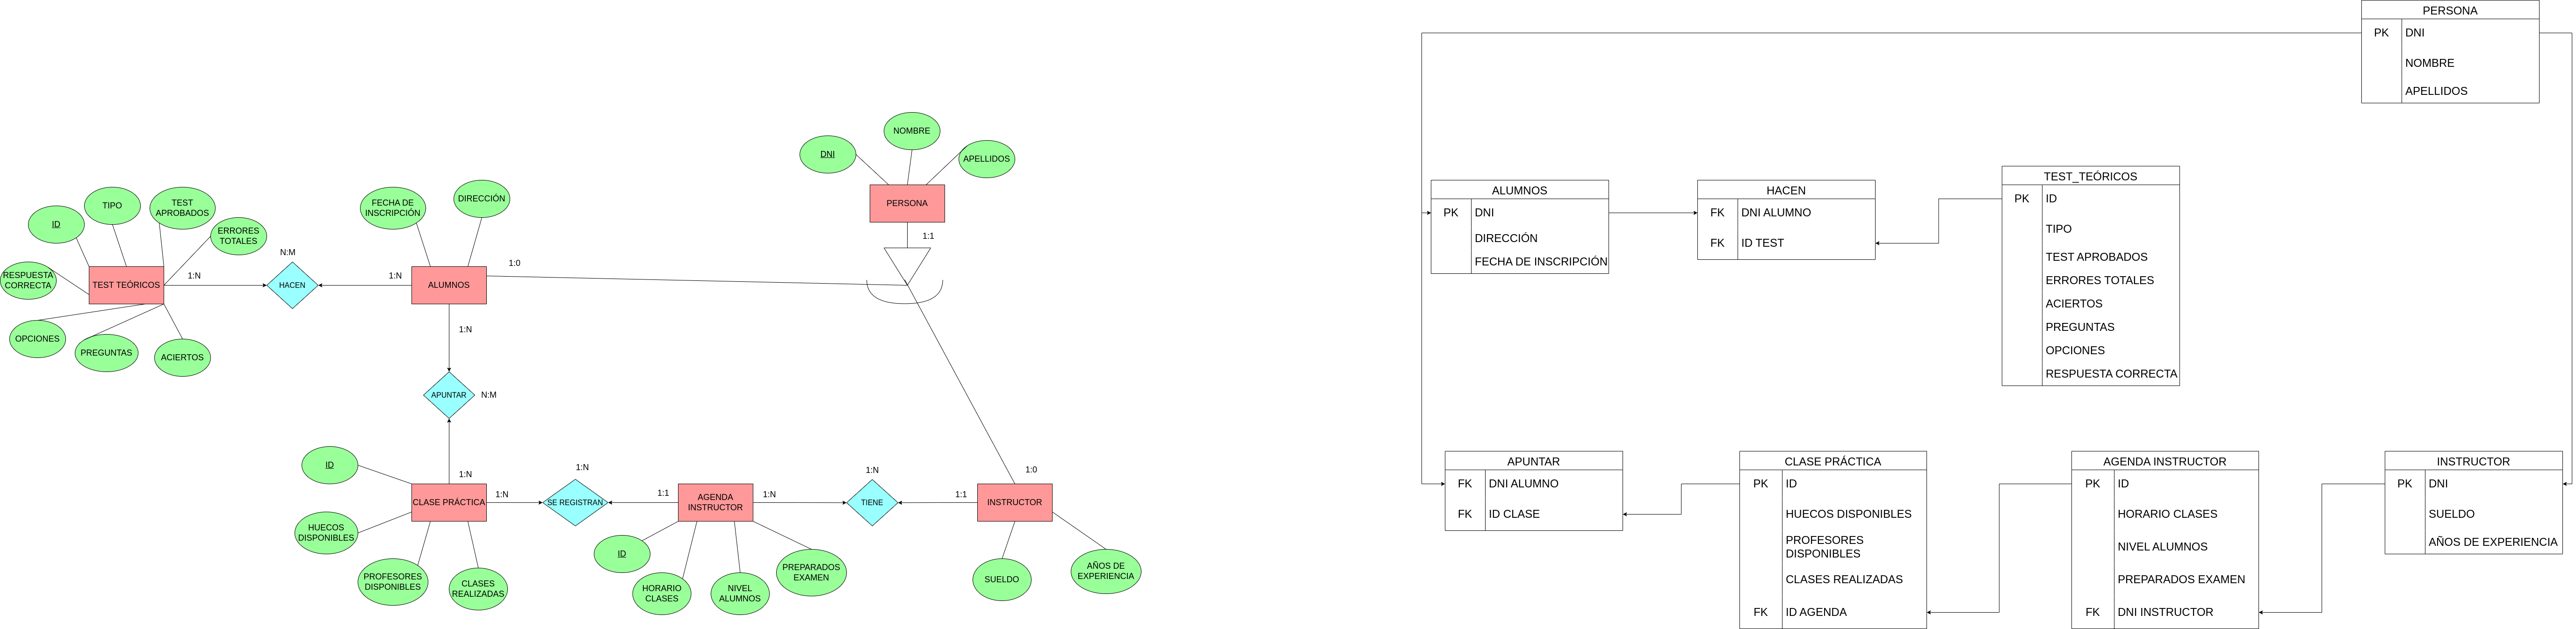 DNI
NOMBRE
APELLIDOS
PERSONA
1:1
ID
TIPO
TEST
APROBADOS
ERRORES
TOTALES
RESPUESTA
CORRECTA
TEST TEÓRICOS
OPCIONES
PREGUNTAS
ACIERTOS
1:N
N:M
HACEN
1:N
FECHA DE
INSCRIPCIÓN
DIRECCIÓN
ALUMNOS
1:0
1:N
APUNTAR
N:M
1:N
ID
HUECOS
DISPONIBLES
PROFESORES
DISPONIBLES
CLASES
REALIZADAS
CLASE PRÁCTICA
1:N
1:N
SE REGISTRAN
1:1
AGENDA
INSTRUCTOR
ID
HORARIO
CLASES
NIVEL
ALUMNOS
PREPARADOS
EXAMEN
1:N
1:N
TIENE
1:1
1:0
INSTRUCTOR
SUELDO
AÑOS DE
EXPERIENCIA
PERSONA
PK DNI
NOMBRE
APELLIDOS
ALUMNOS
PK DNI
DIRECCIÓN
FECHA DE INSCRIPCIÓN
HACEN
FK DNI ALUMNO
FK ID TEST
TEST_TEÓRICOS
PK ID
TIPO
TEST APROBADOS
ERRORES TOTALES
ACIERTOS
PREGUNTAS
OPCIONES
RESPUESTA CORRECTA
APUNTAR
FK DNI ALUMNO
FK ID CLASE
CLASE PRÁCTICA
PK ID
HUECOS DISPONIBLES
PROFESORES
DISPONIBLES
CLASES REALIZADAS
FK ID AGENDA
AGENDA INSTRUCTOR
PK ID
HORARIO CLASES
NIVEL ALUMNOS
PREPARADOS EXAMEN
FK DNI INSTRUCTOR
INSTRUCTOR
PK DNI
SUELDO
AÑOS DE EXPERIENCIA